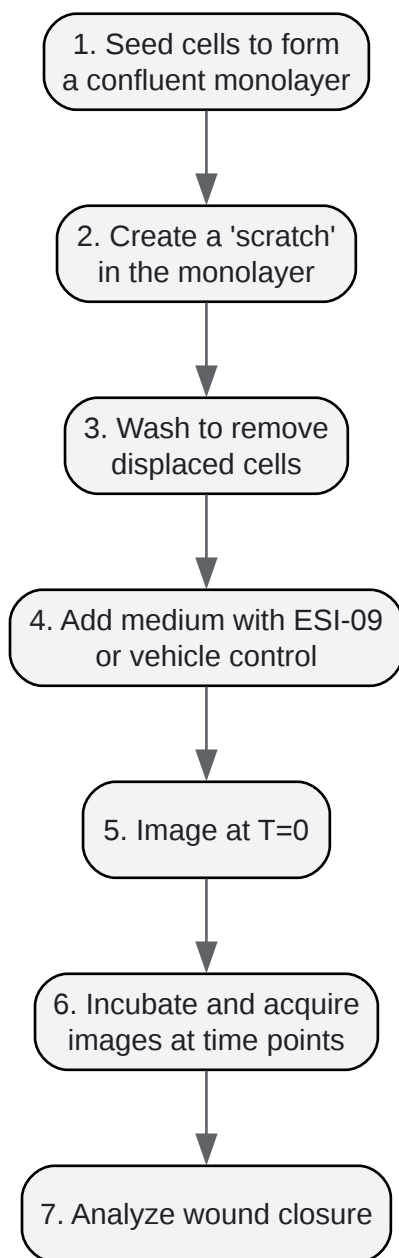 1. Seed cells to form
a confluent monolayer
2. Create a 'scratch'
in the monolayer
3. Wash to remove
displaced cells
4. Add medium with ESI-09
or vehicle control
5. Image at T=0
6. Incubate and acquire
images at time points
7. Analyze wound closure